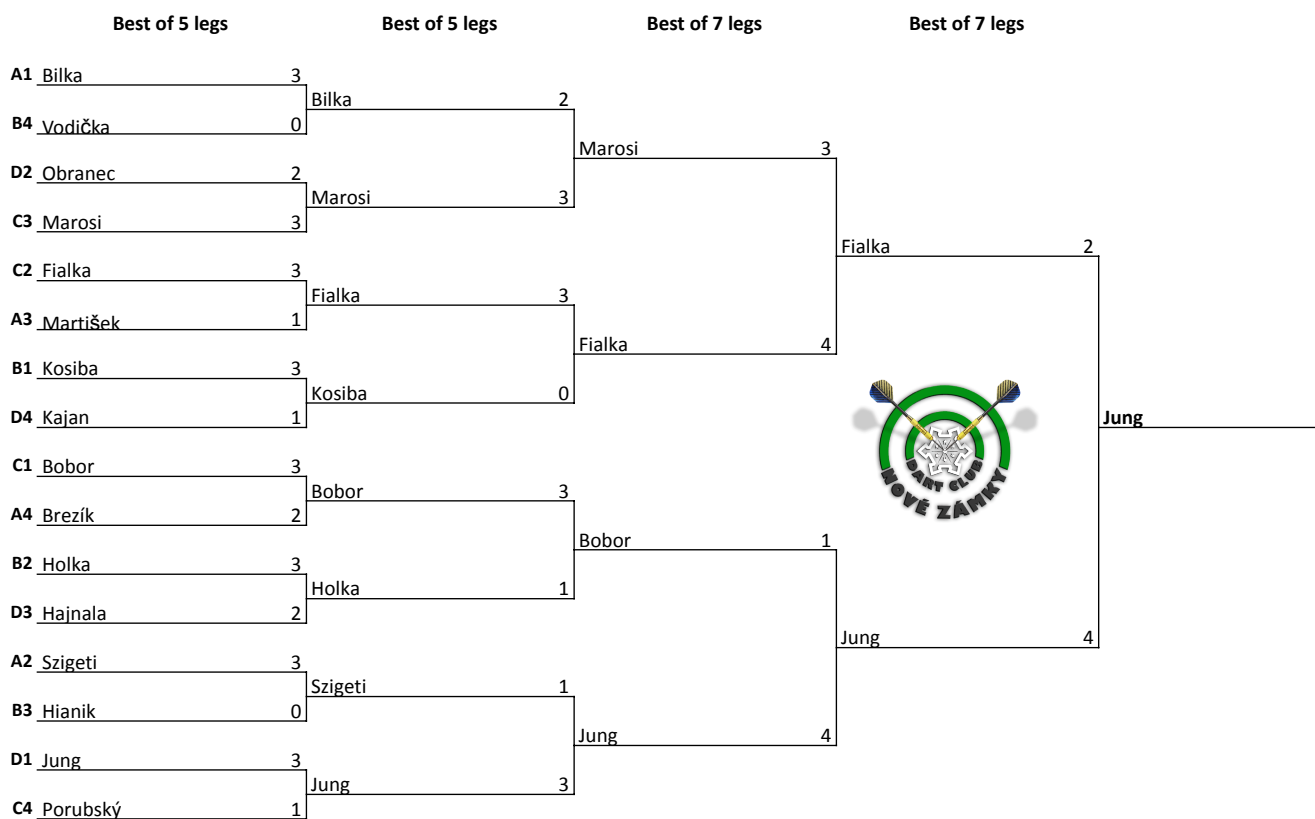 Best of 5 legs Best of 5 legs Best of 7 legs Best of 7 legs
A1 Bilka 3
Bilka 2
B4 Vodička 0
Marosi 3
D2 Obranec 2
Marosi 3
C3 Marosi 3
Fialka 2
C2 Fialka 3
Fialka 3
A3 Martišek 1
Fialka 4
B1 Kosiba 3
Kosiba 0
D4 Kajan 1
Jung
C1 Bobor 3
DART CLUB
NOVÉ ZÁMKY
Bobor 3
A4 Brezík 2
Bobor 1
B2 Holka 3
Holka 1
D3 Hajnala 2
Jung 4
A2 Szigeti 3
Szigeti 1
B3 Hianik 0
Jung 4
D1 Jung 3
Jung 3
C4 Porubský 1